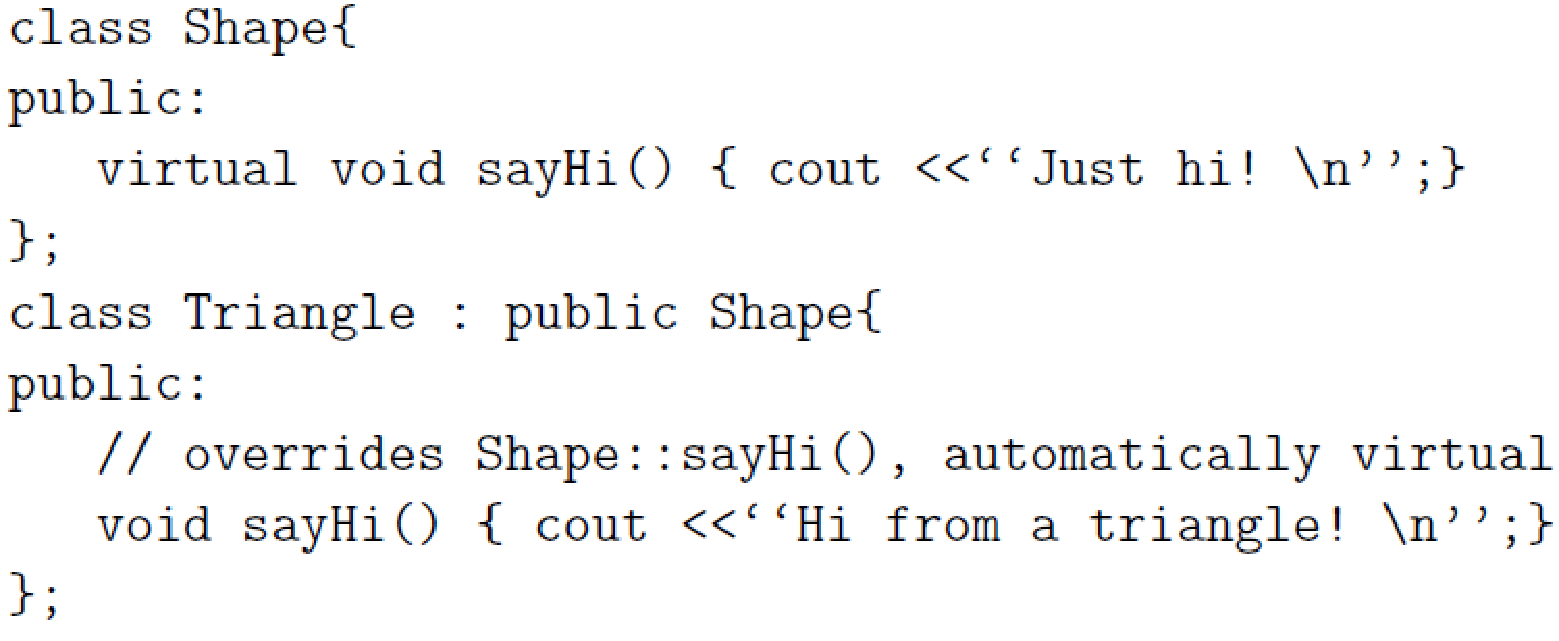 class Shape{
public:
   virtual void sayHi() { cout <<‘‘Just hi! \n’’;}
};
class Triangle : public Shape{
public:
   // overrides Shape::sayHi(), automatically virtual
   void sayHi() { cout <<‘‘Hi from a triangle! \n’’;}
};